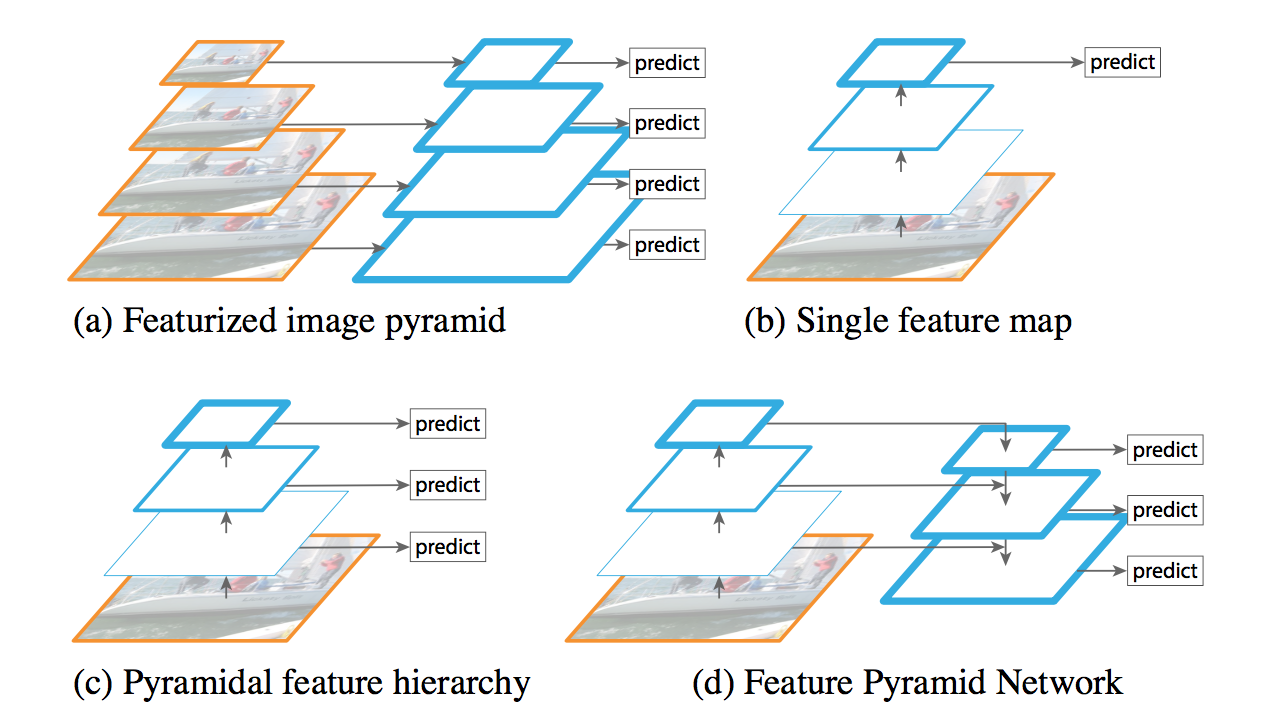 predict
predict
predict
predict
(a) Featurized image pyramid
predict
(b) Single feature map
predict
predict
predict
(c) Pyramidal feature hierarchy
predict
predict
predict
(d) Feature Pyramid Network